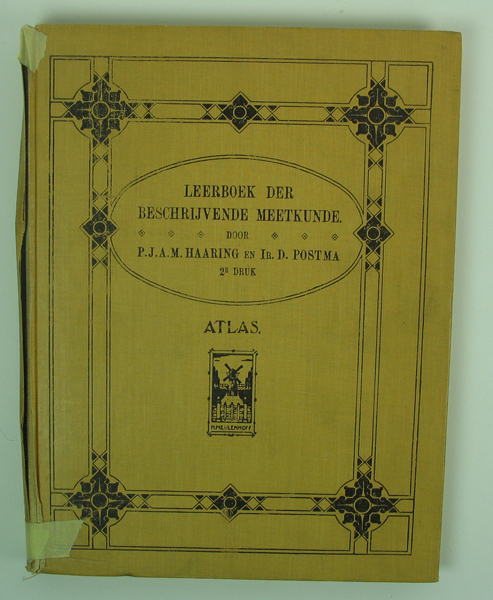 LEERBOEK DER
BESCHRIJVENDE MEETKUNDE.
DOOR
P.J.A.M. HAARING EN IR. D. POSTMA
2E DRUK
ATLAS.
MEULENHOFF